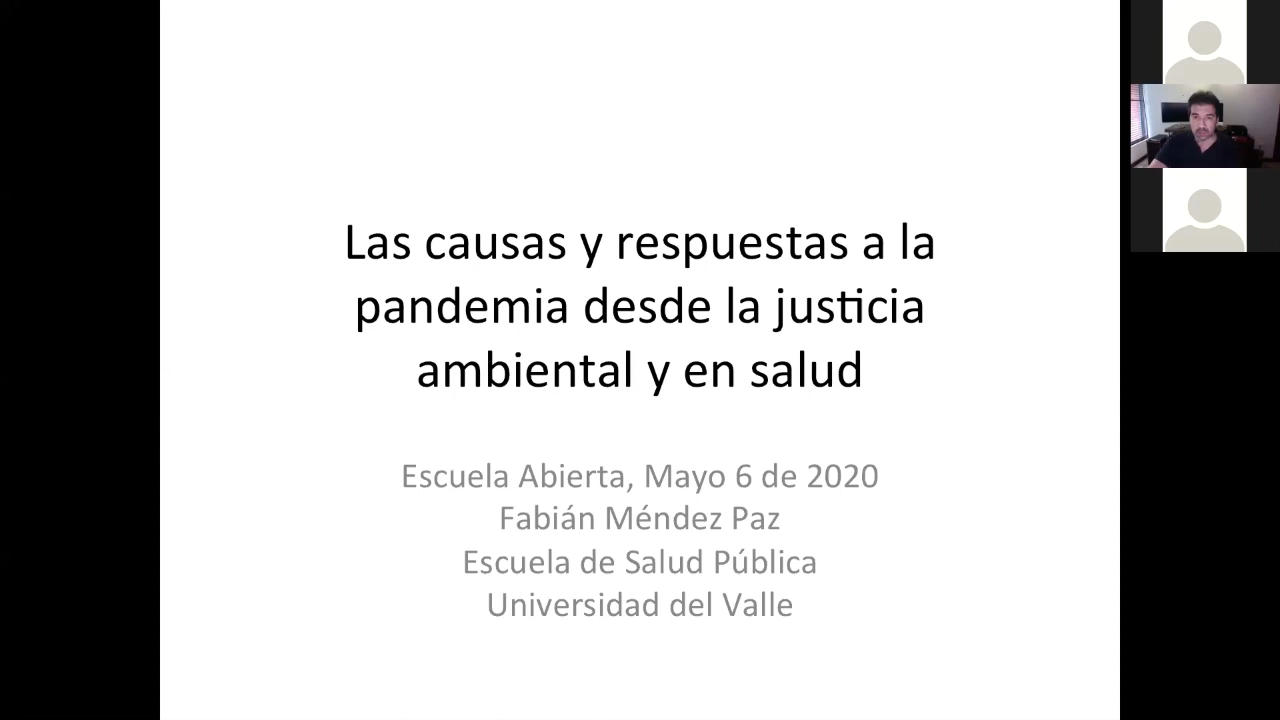 Las causas y respuestas a la
pandemia desde la justicia
ambiental y en salud
Escuela Abierta, Mayo 6 de 2020
Fabián Méndez Paz
Escuela de Salud Pública
Universidad del Valle